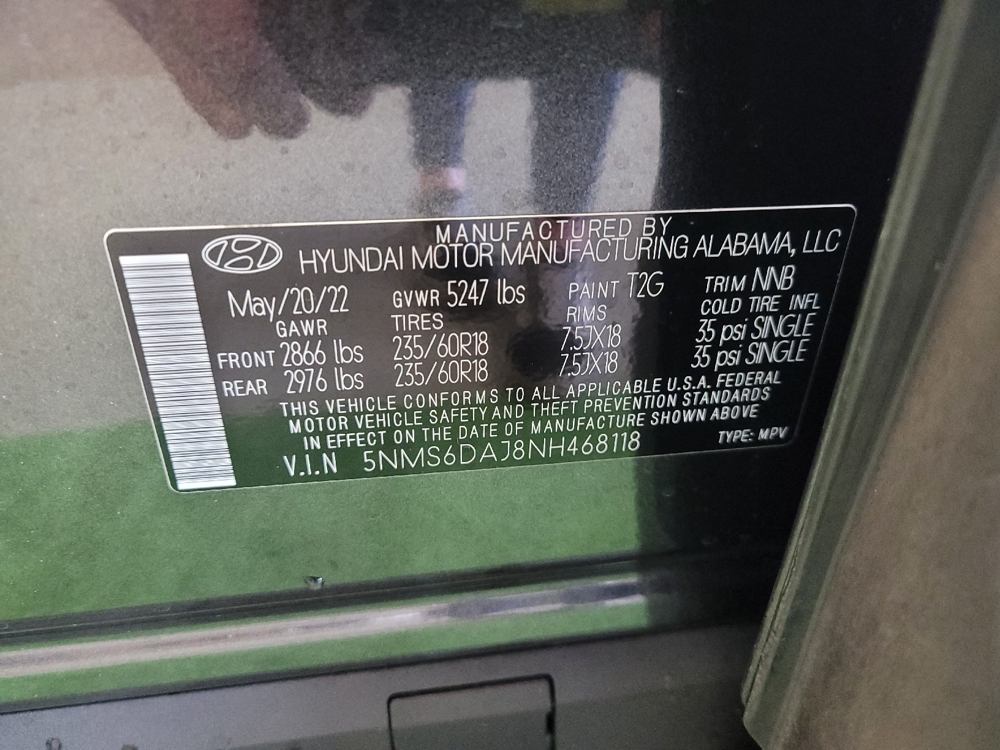 MANUFACTURED BY
HYUNDAI MOTOR MANUFACTURING ALABAMA, LLC
May/20/22 GVWR 5247 lbs PAINT T2G TRIM NNB
GAWR TIRES RIMS COLD TIRE INFL
FRONT 2866 lbs 235/60R18 7.5JX18 35 psi SINGLE
REAR 2976 lbs 235/60R18 7.5JX18 35 psi SINGLE
THIS VEHICLE CONFORMS TO ALL APPLICABLE U.S.A. FEDERAL
MOTOR VEHICLE SAFETY AND THEFT PREVENTION STANDARDS
IN EFFECT ON THE DATE OF MANUFACTURE SHOWN ABOVE
V.I.N 5NMS6DAJ8NH468118 TYPE: MPV